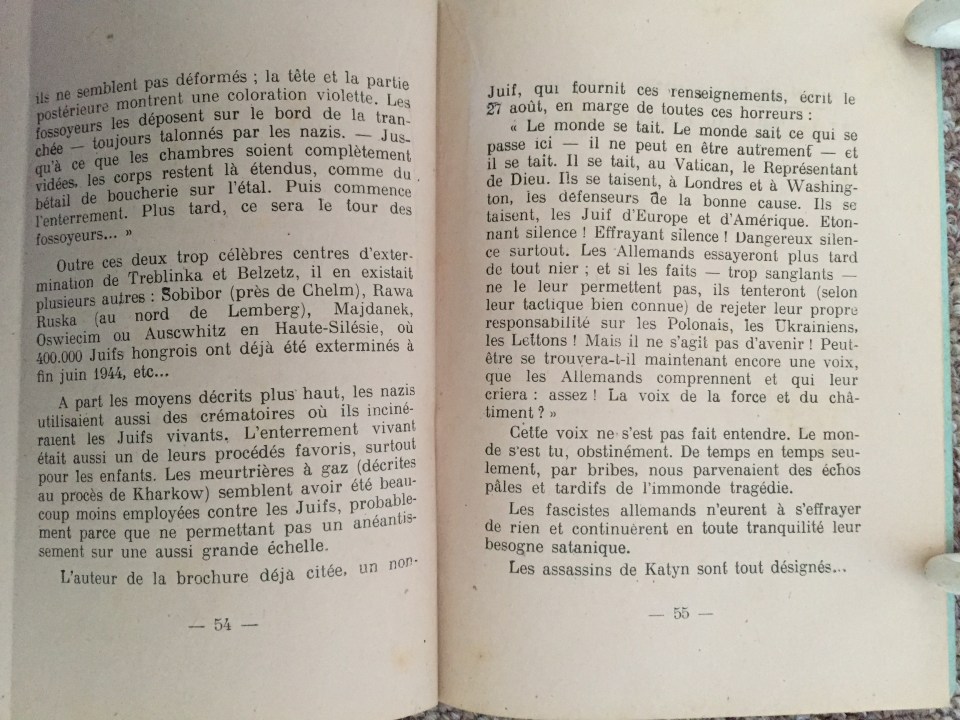 ils ne semblent pas déformés ; la tête et la partie
postérieure montrent une coloration violette. Les
fossoyeurs les déposent sur le bord de la tran-
chée — toujours talonnés par les nazis. — Jus-
qu'à ce que les chambres soient complètement
vidées, les corps restent là étendus, comme du
bétail de boucherie sur l'étal. Puis commence
l'enterrement. Plus tard, ce sera le tour des
fossoyeurs... »
Outre ces deux trop célèbres centres d'exter-
mination de Treblinka et Belzetz, il en existait
plusieurs autres : Sobibor (près de Chelm), Rawa
Ruska (au nord de Lemberg), Majdanek,
Oswiecim ou Auscwhitz en Haute-Silésie, où
400.000 Juifs hongrois ont déjà été exterminés à
fin juin 1944, etc...
A part les moyens décrits plus haut, les nazis
utilisaient aussi des crématoires où ils inciné-
raient les Juifs vivants. L'enterrement vivant
était aussi un de leurs procédés favoris, surtout
pour les enfants. Les meurtrières à gaz (décrites
au procès de Kharkow) semblent avoir été beau-
coup moins employées contre les Juifs, probable-
ment parce que ne permettant pas un anéantis-
sement sur une aussi grande échelle.
L'auteur de la brochure déjà citée, un non-
— 54 —
Juif, qui fournit ces renseignements, écrit le
27 août, en marge de toutes ces horreurs :
« Le monde se tait. Le monde sait ce qui se
passe ici — il ne peut en être autrement — et
il se tait. Il se tait, au Vatican, le Représentant
de Dieu. Ils se taisent, à Londres et à Washing-
ton, les défenseurs de la bonne cause. Ils se
taisent, les Juif d'Europe et d'Amérique. Eton-
nant silence ! Effrayant silence ! Dangereux silen-
ce surtout. Les Allemands essayeront plus tard
de tout nier ; et si les faits — trop sanglants —
ne le leur permettent pas, ils tenteront (selon
leur tactique bien connue) de rejeter leur propre
responsabilité sur les Polonais, les Ukrainiens,
les Lettons ! Mais il ne s'agit pas d'avenir ! Peut-
être se trouvera-t-il maintenant encore une voix,
que les Allemands comprennent et qui leur
criera : assez ! La voix de la force et du châ-
timent ? »
Cette voix ne s'est pas fait entendre. Le mon-
de s'est tu, obstinément. De temps en temps seu-
lement, par bribes, nous parvenaient des échos
pâles et tardifs de l'immonde tragédie.
Les fascistes allemands n'eurent à s'effrayer
de rien et continuèrent en toute tranquilité leur
besogne satanique.
Les assassins de Katyn sont tout désignés...
— 55 —